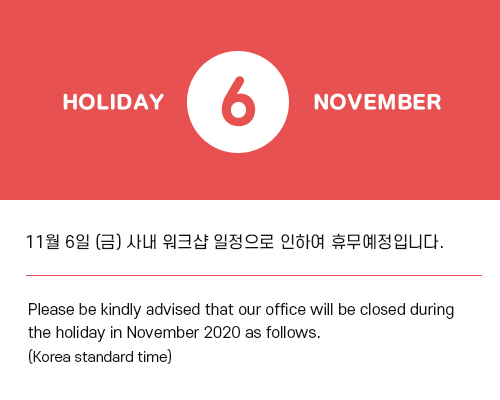 HOLIDAY 6 NOVEMBER
11월 6일 (금) 사내 워크샵 일정으로 인하여 휴무예정입니다.
Please be kindly advised that our office will be closed during
the holiday in November 2020 as follows.
(Korea standard time)